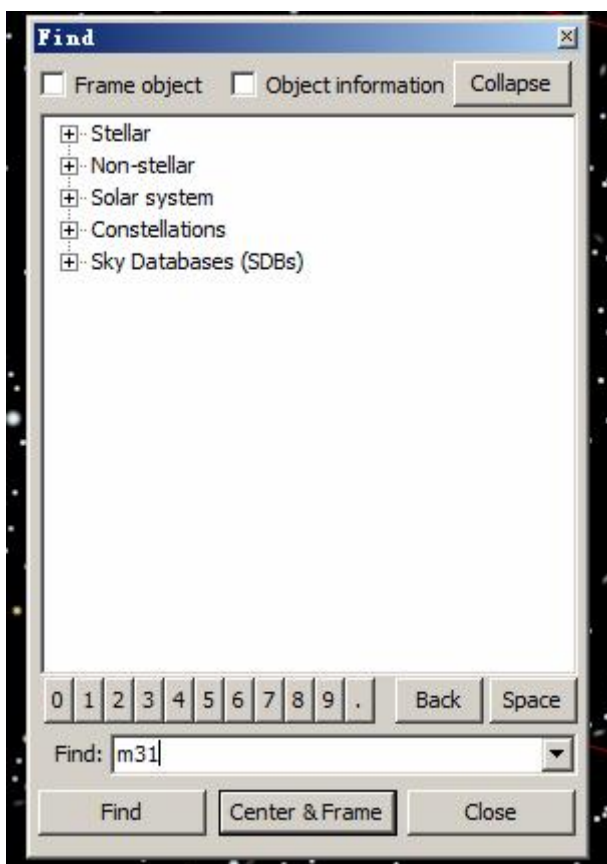 Find
Frame object Object information Collapse
Stellar
Non-stellar
Solar system
Constellations
Sky Databases (SDBs)
0 1 2 3 4 5 6 7 8 9 . Back Space
Find: m31
Find Center & Frame Close